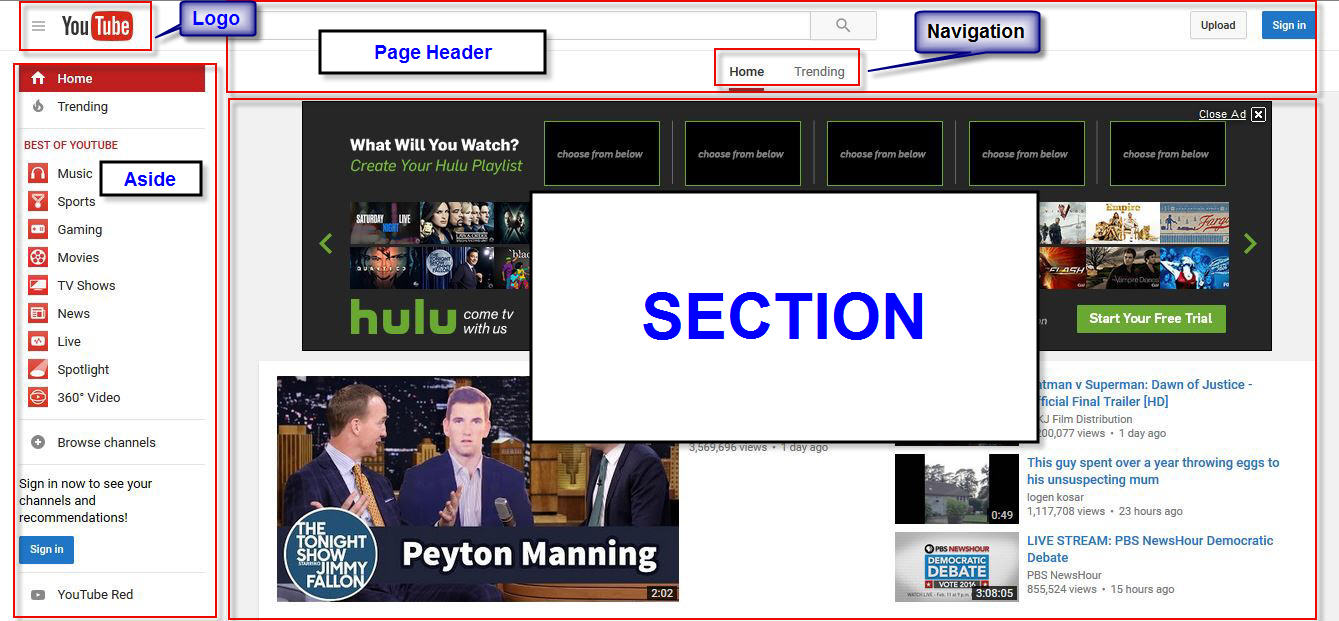 YouTube
Logo
Page Header
Navigation
Upload
Sign in
Home
Trending
Home
Trending
BEST OF YOUTUBE
Music
Aside
Sports
Gaming
Movies
TV Shows
News
Live
Spotlight
360° Video
Browse channels
Sign in now to see your
channels and
recommendations!
Sign in
YouTube Red
Close Ad
What Will You Watch?
Create Your Hulu Playlist
choose from below
choose from below
choose from below
choose from below
choose from below
SATURDAY NIGHT LIVE
LAW & ORDER
Empire
QUANTICO
THE TONIGHT SHOW
FLASH
Vampire Diaries
hulu
come tv
with us
SECTION
Start Your Free Trial
THE
TONIGHT
SHOW
STARRING
JIMMY
FALLON
Peyton Manning
2:02
3,569,696 views • 1 day ago
atman v Superman: Dawn of Justice -
fficial Final Trailer [HD]
KJ Film Distribution
200,077 views • 1 day ago
This guy spent over a year throwing eggs to
his unsuspecting mum
logen kosar
1,117,708 views • 23 hours ago
0:49
LIVE STREAM: PBS NewsHour Democratic
Debate
PBS NewsHour
855,524 views • 15 hours ago
PBS NEWSHOUR
DEMOCRATIC
DEBATE
VOTE 2016
3:08:05